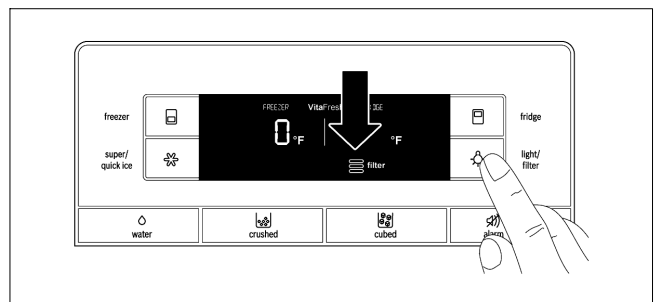 FREEZER VitaFresh
freezer
fridge
0 °F °F
super/
quick ice
filter
light/
filter
water crushed cubed alarm